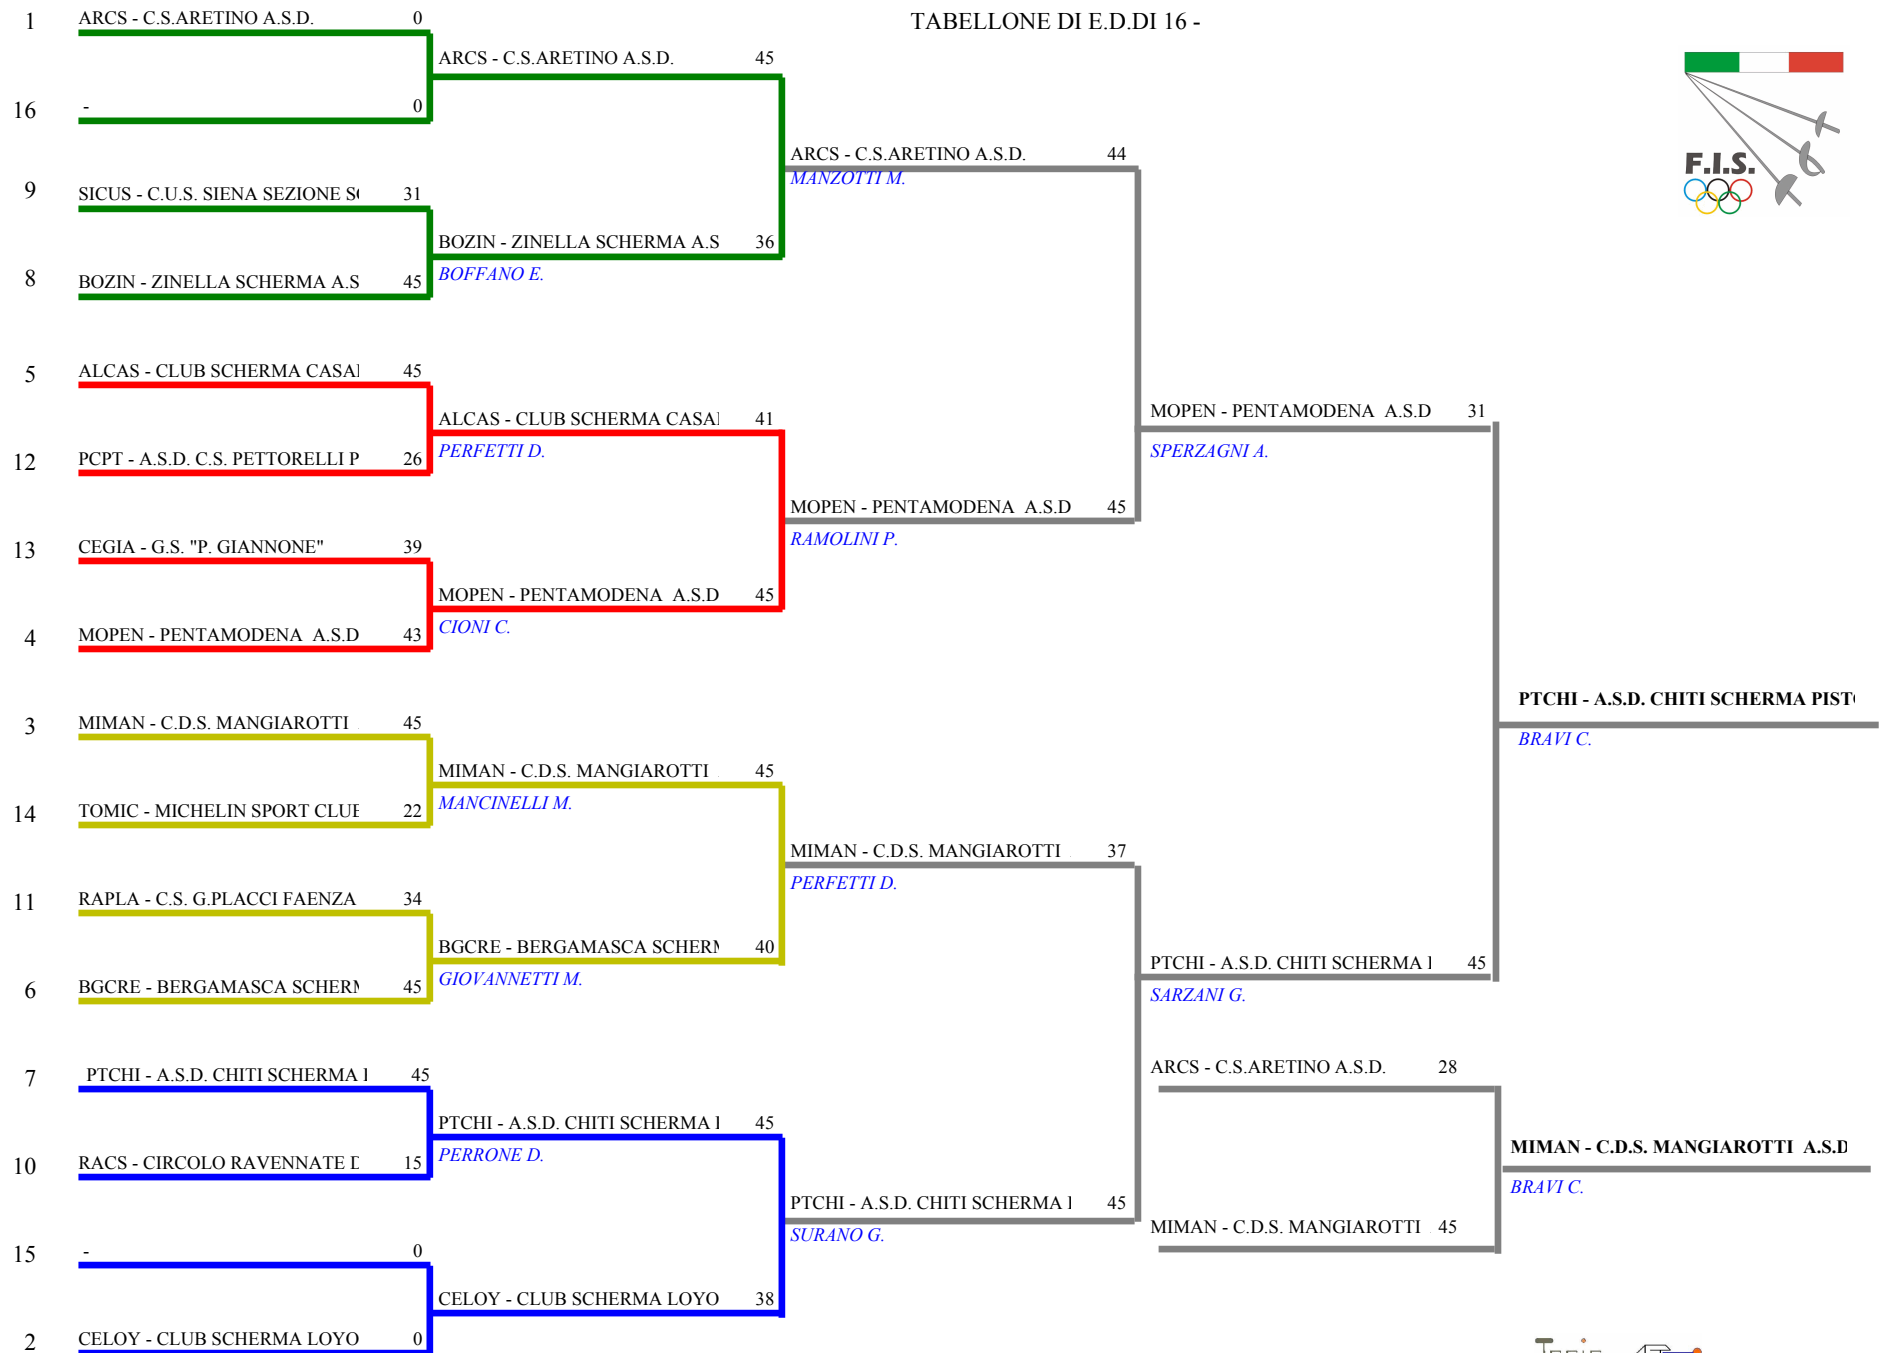 TABELLONE DI E.D.DI 16 -
F.I.S.
1 ARCS - C.S.ARETINO A.S.D. 0
16 - 0
9 SICUS - C.U.S. SIENA SEZIONE S 31
8 BOZIN - ZINELLA SCHERMA A.S 45
5 ALCAS - CLUB SCHERMA CASA 45
12 PCPT - A.S.D. C.S. PETTORELLI P 26
13 CEGIA - G.S. "P. GIANNONE" 39
4 MOPEN - PENTAMODENA A.S.D 43
3 MIMAN - C.D.S. MANGIAROTTI 45
14 TOMIC - MICHELIN SPORT CLUB 22
11 RAPLA - C.S. G.PLACCI FAENZA 34
6 BGCRE - BERGAMASCA SCHERM 45
7 PTCHI - A.S.D. CHITI SCHERMA 45
10 RACS - CIRCOLO RAVENNATE D 15
15 - 0
2 CELOY - CLUB SCHERMA LOYO 0
ARCS - C.S.ARETINO A.S.D. 45
BOZIN - ZINELLA SCHERMA A.S 36
BOFFANO E.
ALCAS - CLUB SCHERMA CASA 41
PERFETTI D.
MOPEN - PENTAMODENA A.S.D 45
CIONI C.
MIMAN - C.D.S. MANGIAROTTI 45
MANCINELLI M.
BGCRE - BERGAMASCA SCHERM 40
GIOVANNETTI M.
PTCHI - A.S.D. CHITI SCHERMA 45
PERRONE D.
CELOY - CLUB SCHERMA LOYO 38
ARCS - C.S.ARETINO A.S.D. 44
MANZOTTI M.
MOPEN - PENTAMODENA A.S.D 45
RAMOLINI P.
MIMAN - C.D.S. MANGIAROTTI 37
PERFETTI D.
PTCHI - A.S.D. CHITI SCHERMA 45
SURANO G.
MOPEN - PENTAMODENA A.S.D 31
SPERZAGNI A.
PTCHI - A.S.D. CHITI SCHERMA 45
SARZANI G.
ARCS - C.S.ARETINO A.S.D. 28
MIMAN - C.D.S. MANGIAROTTI 45
PTCHI - A.S.D. CHITI SCHERMA PIST
BRAVI C.
MIMAN - C.D.S. MANGIAROTTI A.S.D
BRAVI C.